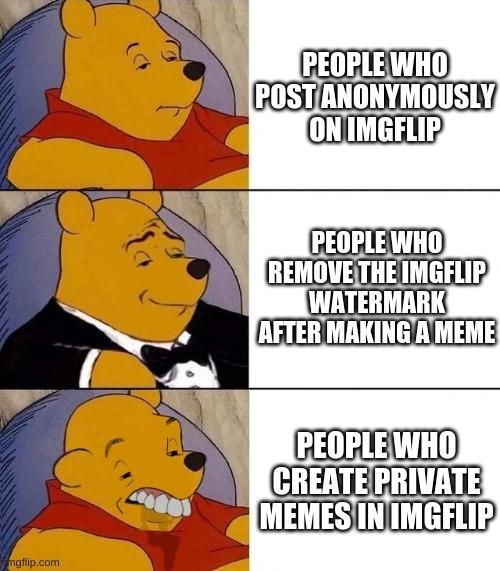 PEOPLE WHO
POST ANONYMOUSLY
ON IMGFLIP
PEOPLE WHO
REMOVE THE IMGFLIP
WATERMARK
AFTER MAKING A MEME
PEOPLE WHO
CREATE PRIVATE
MEMES IN IMGFLIP
imgflip.com